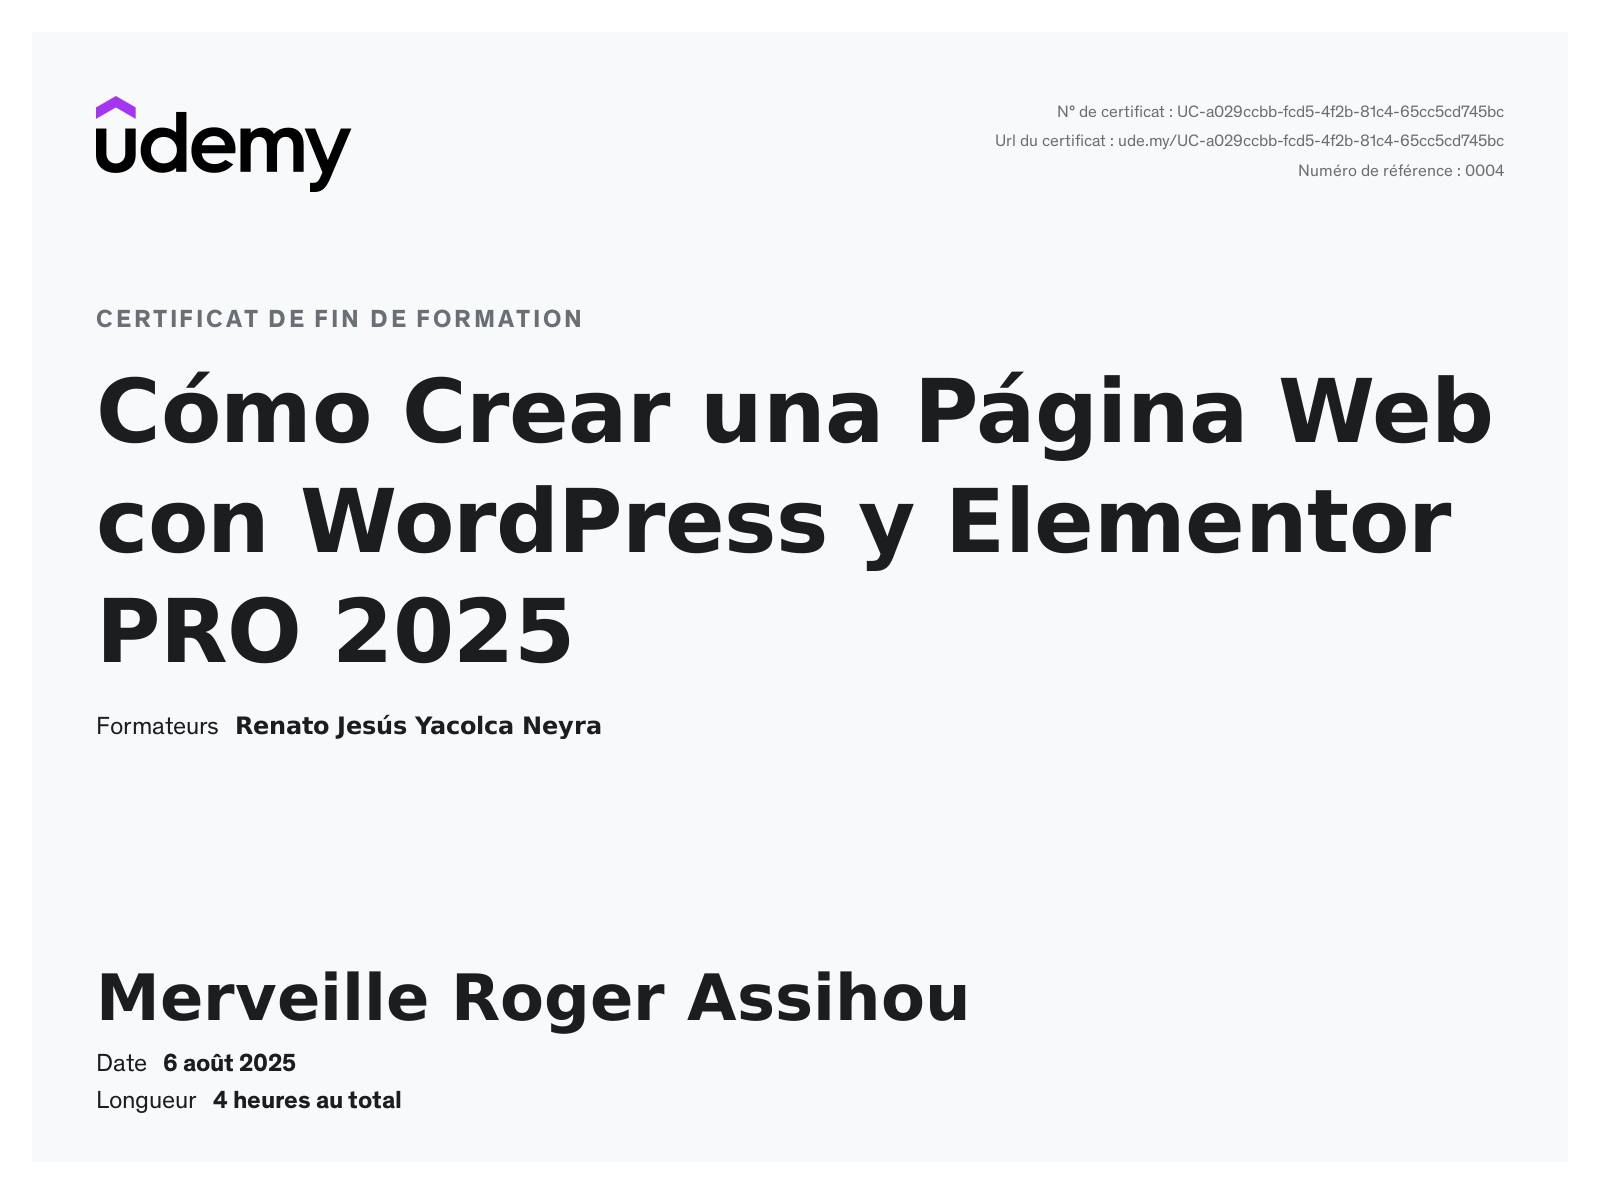 udemy
N° de certificat : UC-a029ccbb-fcd5-4f2b-81c4-65cc5cd745bc
Url du certificat : ude.my/UC-a029ccbb-fcd5-4f2b-81c4-65cc5cd745bc
Numéro de référence : 0004
CERTIFICAT DE FIN DE FORMATION
Cómo Crear una Página Web
con WordPress y Elementor
PRO 2025
Formateurs Renato Jesús Yacolca Neyra
Merveille Roger Assihou
Date 6 août 2025
Longueur 4 heures au total